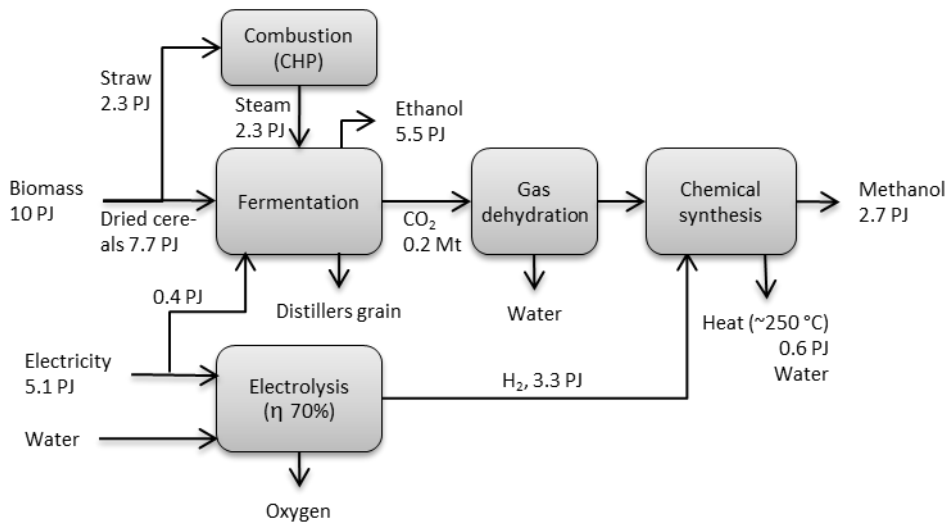 Combustion
(CHP)
Straw
2.3 PJ
Steam
2.3 PJ
Ethanol
5.5 PJ
Biomass
10 PJ
Dried cere-
als 7.7 PJ
Fermentation
CO₂
0.2 Mt
Gas
dehydration
Chemical
synthesis
Methanol
2.7 PJ
0.4 PJ
Distillers grain
Water
Heat (~250 °C)
0.6 PJ
Water
Electricity
5.1 PJ
Electrolysis
(η 70%)
H₂, 3.3 PJ
Water
Oxygen